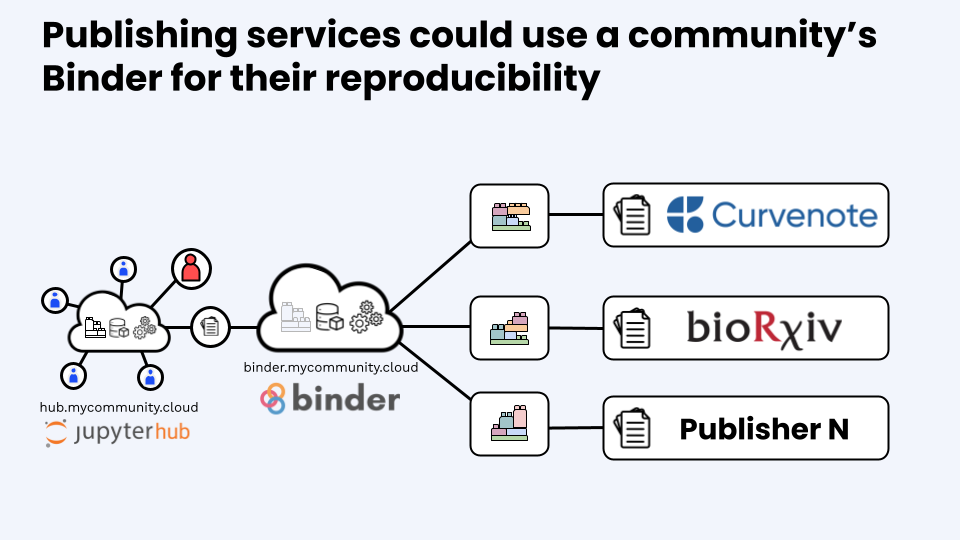 Publishing services could use a community’s
Binder for their reproducibility
Curvenote
bioRχiv
Publisher N
binder.mycommunity.cloud
binder
hub.mycommunity.cloud
jupyterhub